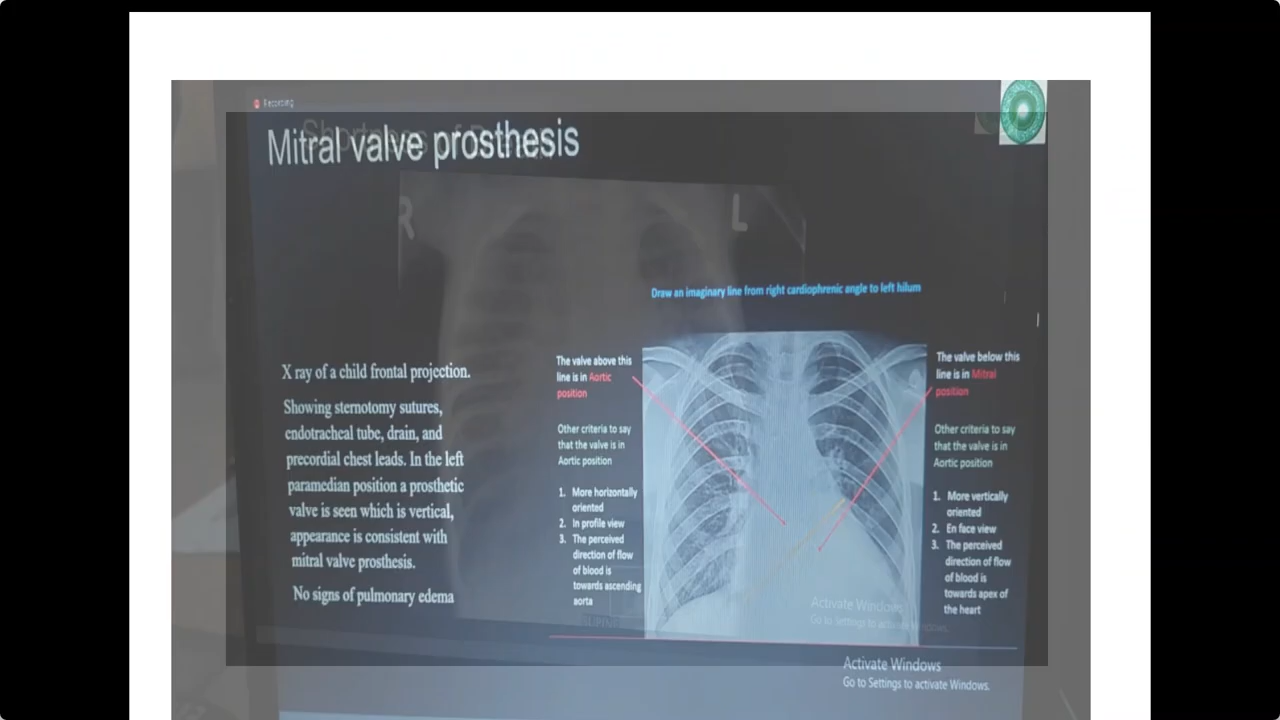 Recording
Mitral valve prosthesis
R
L
Draw an imaginary line from right cardiophrenic angle to left hilum
X ray of a child frontal projection.
Showing sternotomy sutures,
endotracheal tube, drain, and
precordial chest leads. In the left
paramedian position a prosthetic
valve is seen which is vertical,
appearance is consistent with
mitral valve prosthesis.
No signs of pulmonary edema
The valve above this
line is in Aortic
position
Other criteria to say
that the valve is in
Aortic position
1. More horizontally
oriented
2. In profile view
3. The perceived
direction of flow
of blood is
towards ascending
aorta
The valve below this
line is in Mitral
position
Other criteria to say
that the valve is in
Aortic position
1. More vertically
oriented
2. En face view
3. The perceived
direction of flow
of blood is
towards apex of
the heart
SUPINE
Activate Windows
Go to Settings to activate Windows.
Activate Windows
Go to Settings to activate Windows.